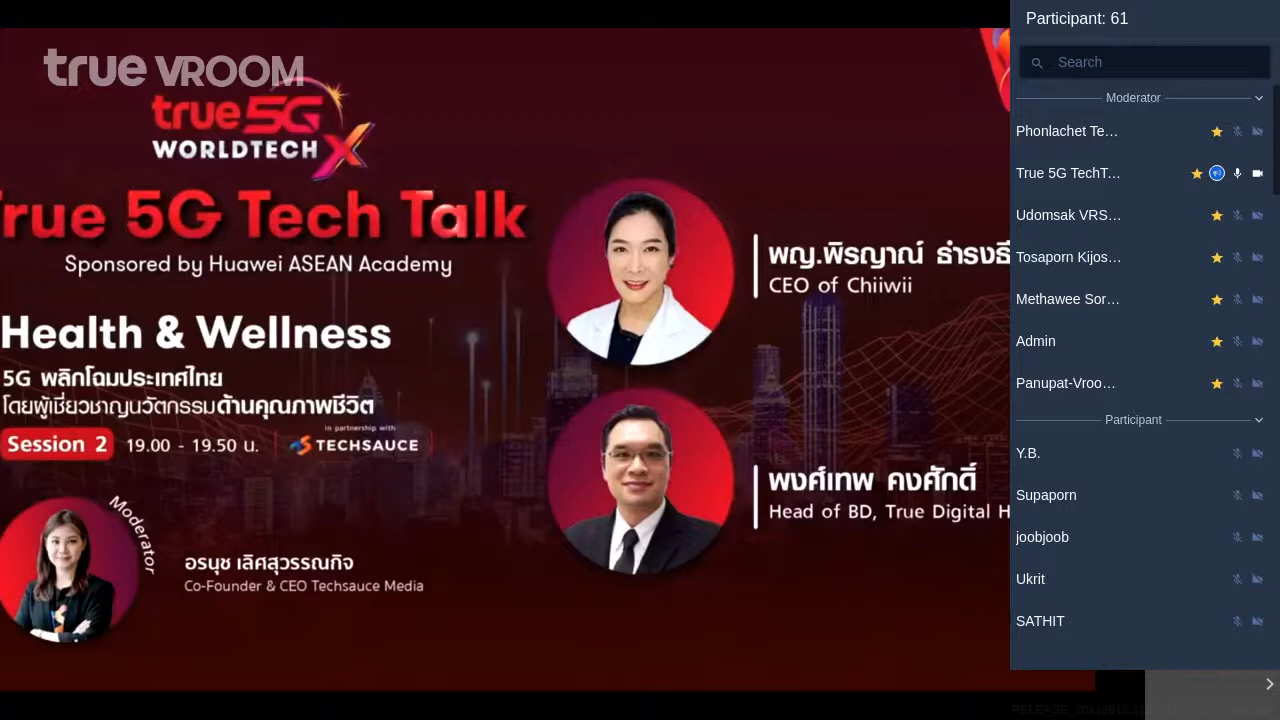 true VROOM
true 5G
WORLDTECH X
True 5G Tech Talk
Sponsored by Huawei ASEAN Academy
Health & Wellness
5G พลิกโฉมประเทศไทย
โดยผู้เชี่ยวชาญนวัตกรรมด้านคุณภาพชีวิต
in partnership with
Session 2 19.00 - 19.50 น. TECHSAUCE
Moderator
อรนุช เลิศสุวรรณกิจ
Co-Founder & CEO Techsauce Media
พญ.พิรญาณ์ ธำรงธี
CEO of Chiiwii
พงศ์เทพ คงศักดิ์
Head of BD, True Digital H
Participant: 61
Search
Moderator
Phonlachet Te...
True 5G TechT...
Udomsak VRS...
Tosaporn Kijos...
Methawee Sor...
Admin
Panupat-Vroo...
Participant
Y.B.
Supaporn
joobjoob
Ukrit
SATHIT